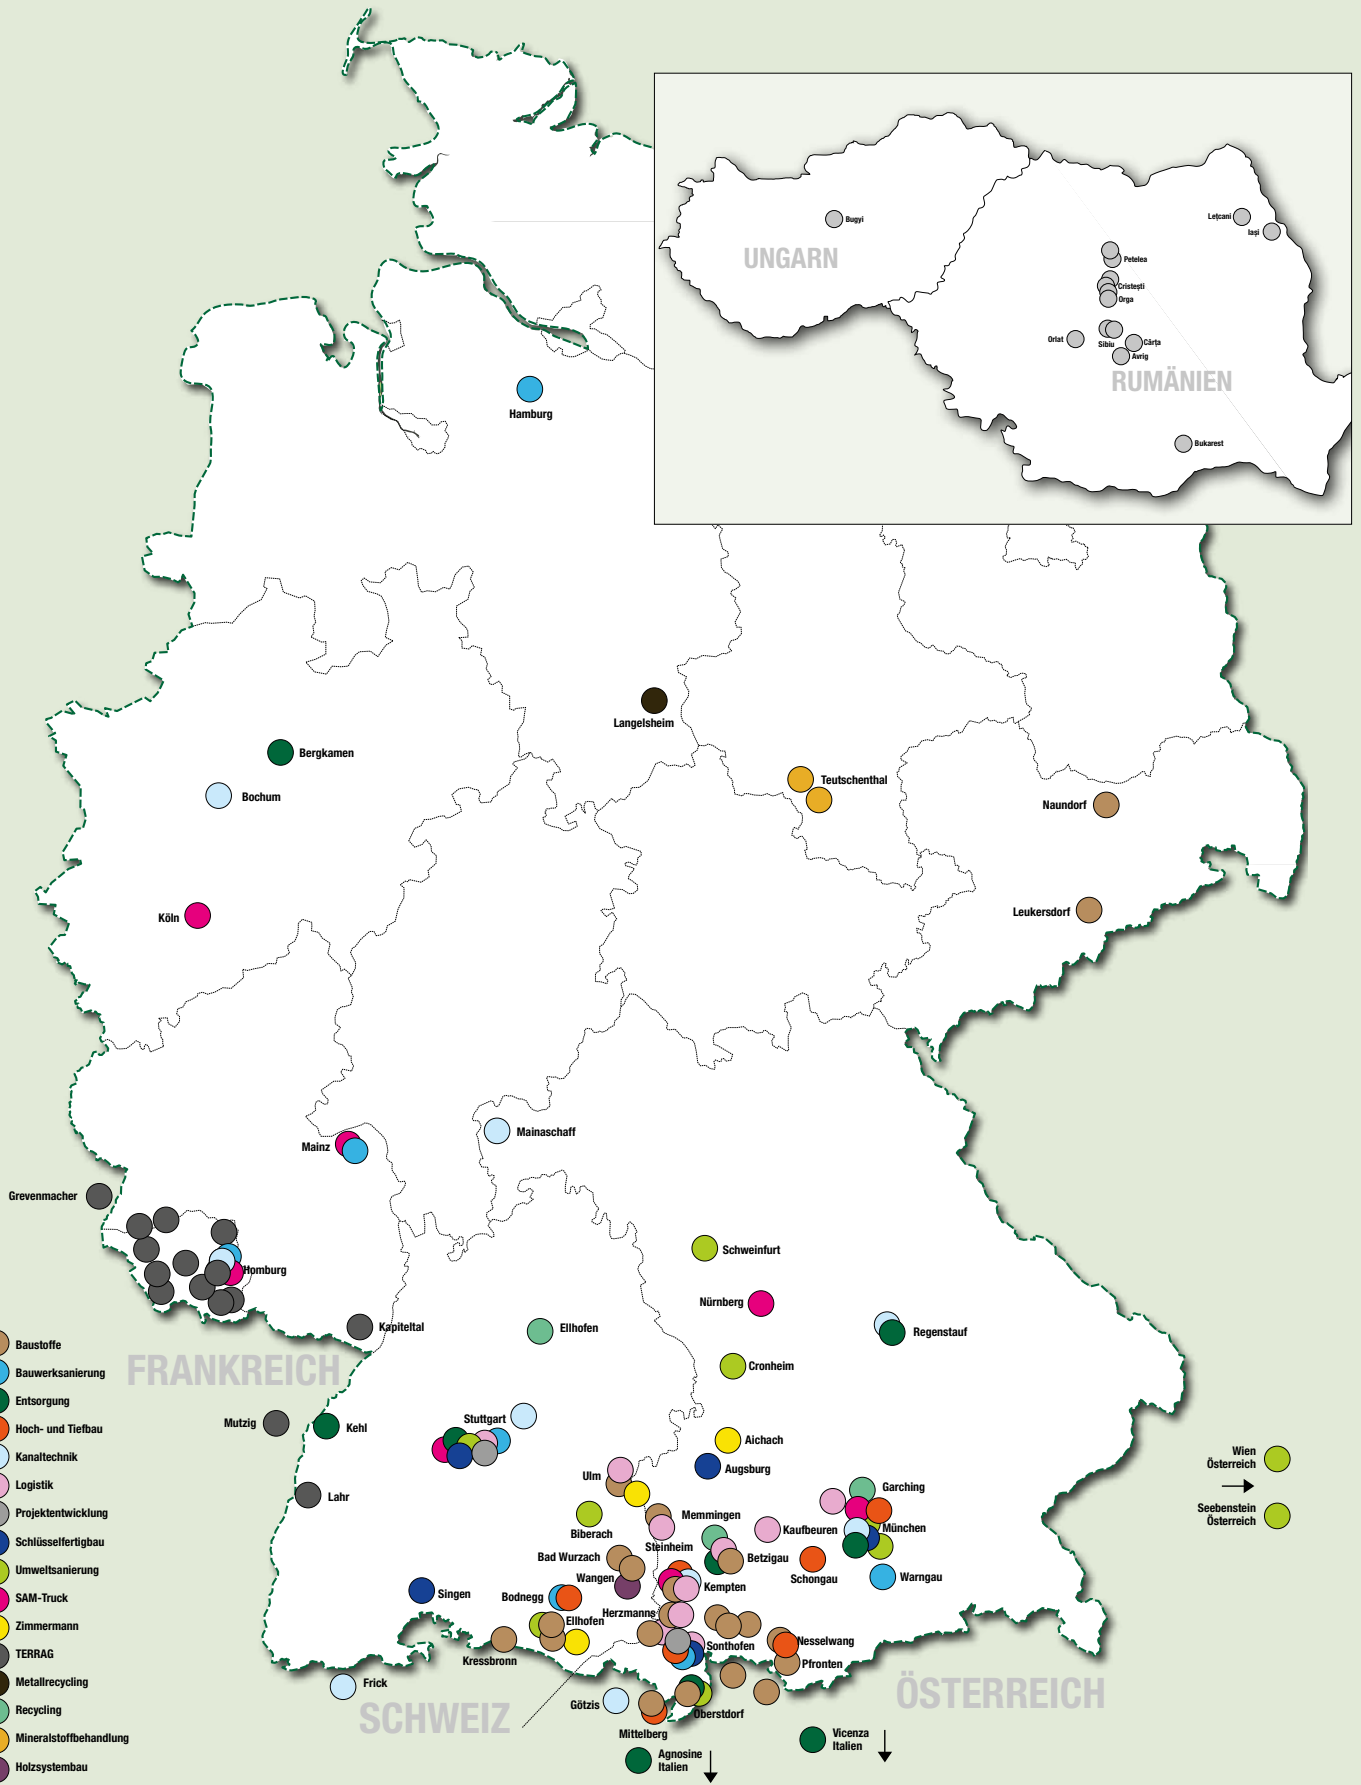 Lețcani
Iași
Bugyi
UNGARN
Petelea
Cristești
Orga
Orlat
Sibiu
Cârța
Avrig
RUMÄNIEN
Bukarest
Hamburg
Langelsheim
Bergkamen
Bochum
Teutschenthal
Naundorf
Köln
Leukersdorf
Mainz
Mainaschaff
Grevenmacher
Homburg
Schweinfurt
Nürnberg
Kapiteltal
Ellhofen
Regenstauf
Cronheim
FRANKREICH
Mutzig
Kehl
Stuttgart
Aichach
Augsburg
Lahr
Ulm
Biberach
Memmingen
Steinheim
Kaufbeuren
Garching
München
Bad Wurzach
Betzigau
Wangen
Kempten
Schongau
Warngau
Singen
Bodnegg
Herzmanns
Ellhofen
Kressbronn
Sonthofen
Nesselwang
Pfronten
Frick
SCHWEIZ
Götzis
Mittelberg
Oberstdorf
ÖSTERREICH
Agnosine
Italien
Vicenza
Italien
Wien
Österreich
Seebenstein
Österreich
Baustoffe
Bauwerksanierung
Entsorgung
Hoch- und Tiefbau
Kanaltechnik
Logistik
Projektentwicklung
Schlüsselfertigbau
Umweltsanierung
SAM-Truck
Zimmermann
TERRAG
Metallrecycling
Recycling
Mineralstoffbehandlung
Holzsystembau